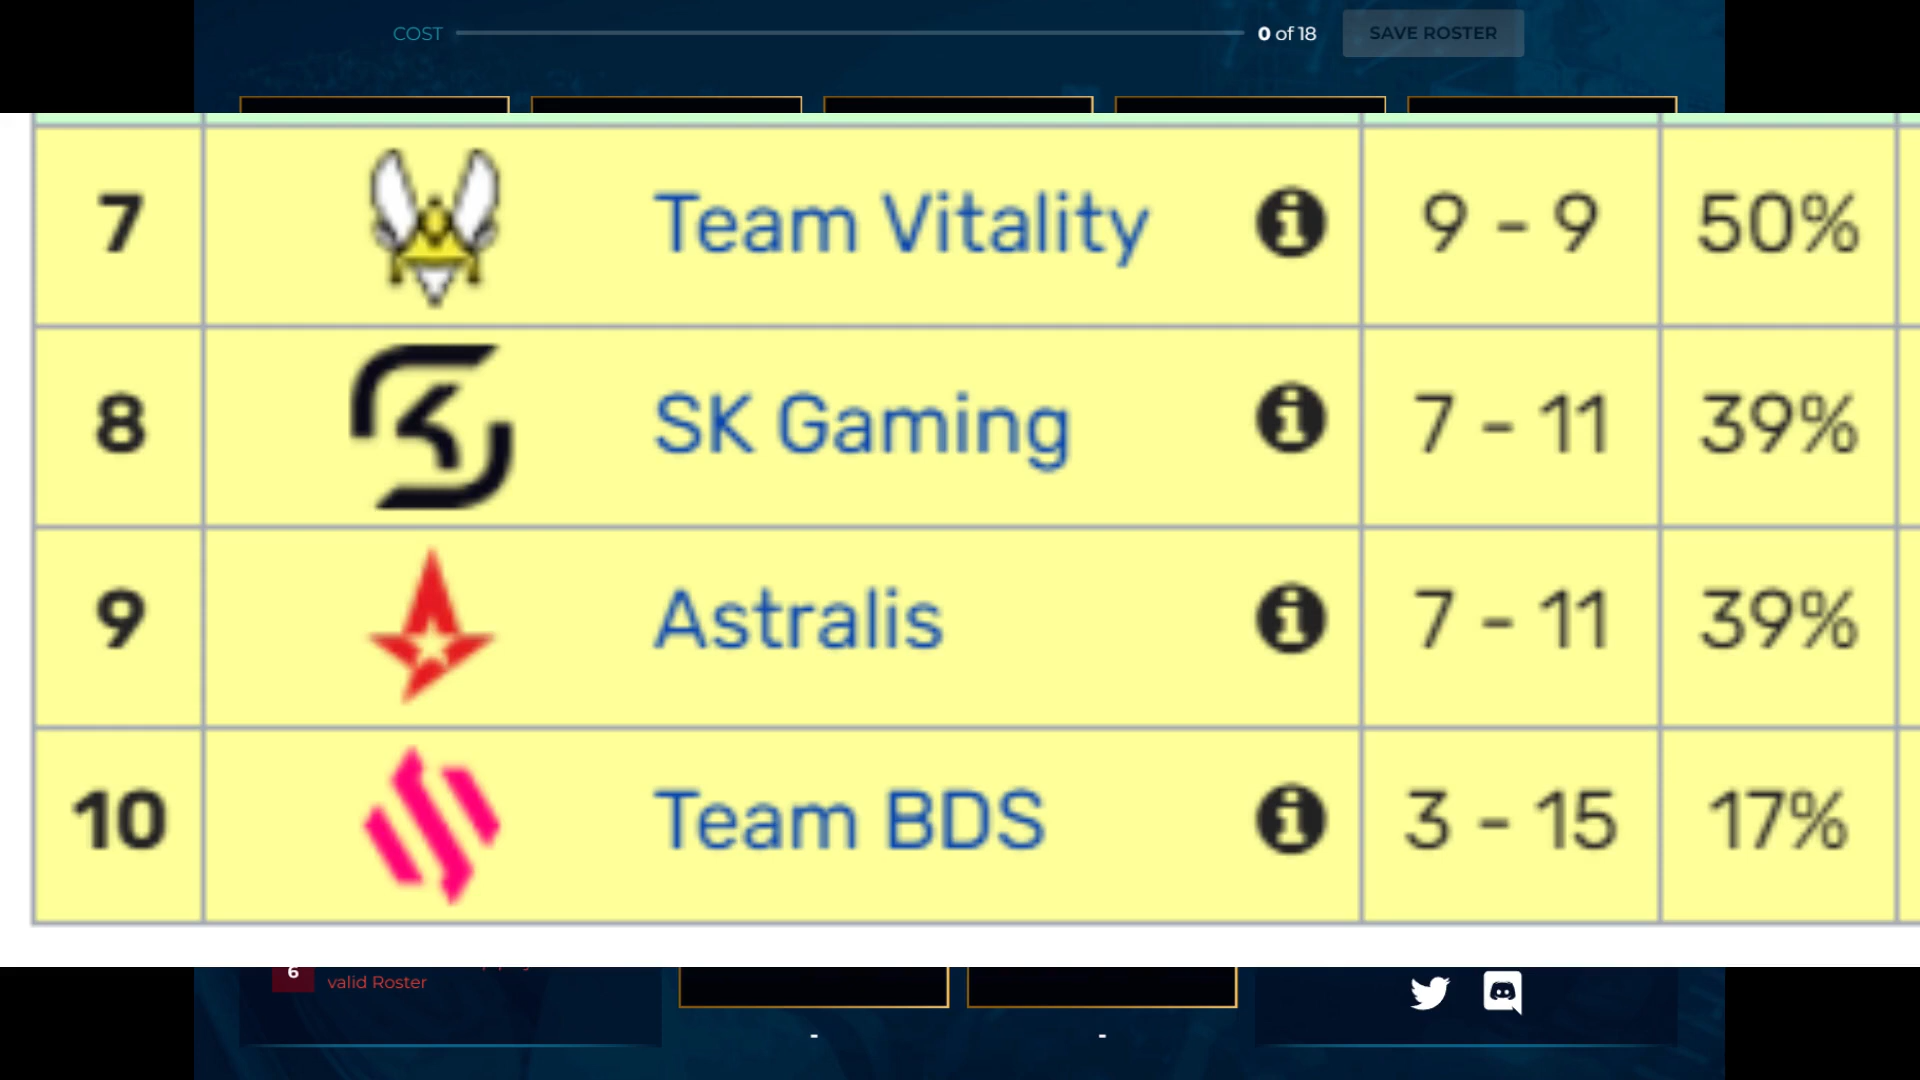 COST 0 of 18 SAVE ROSTER
7 Team Vitality 9 - 9 50%
8 SK Gaming 7 - 11 39%
9 Astralis 7 - 11 39%
10 Team BDS 3 - 15 17%
6
valid Roster
- -